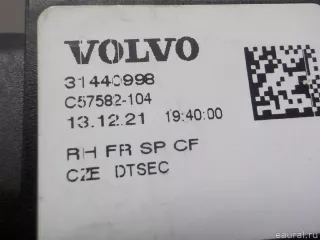 VOLVO
31440998
C57582-104
13.12.21 19:40:00
RH FR SP CF
CZE DTSEC
© eaural.ru